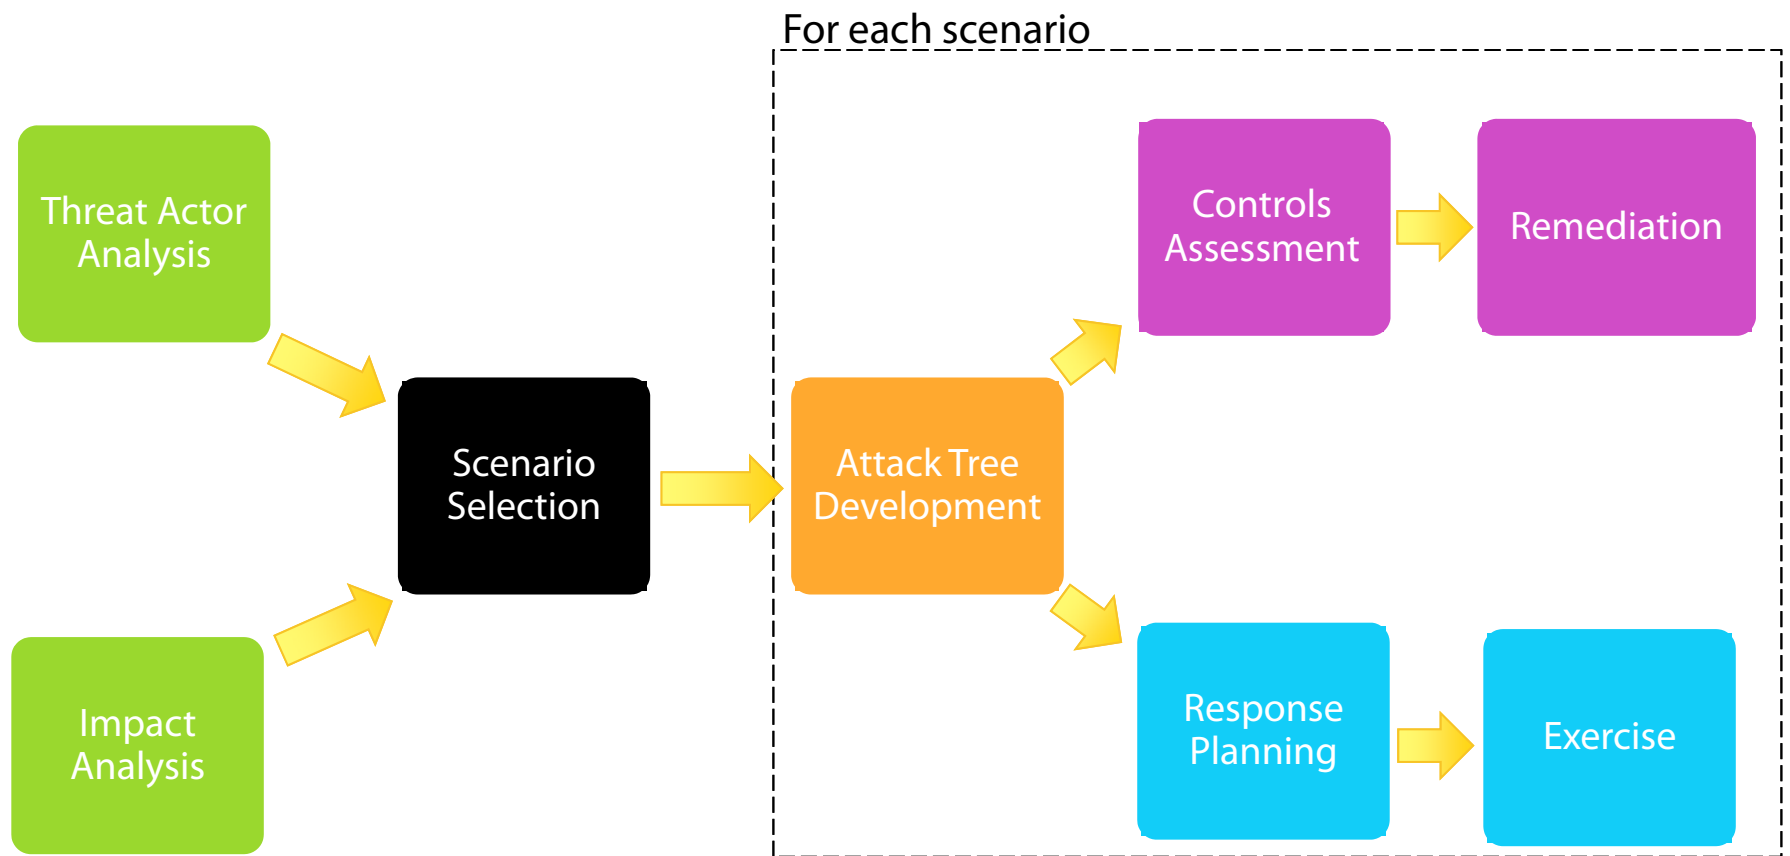 For each scenario
Threat Actor
Analysis
Impact
Analysis
Scenario
Selection
Attack Tree
Development
Controls
Assessment
Remediation
Response
Planning
Exercise